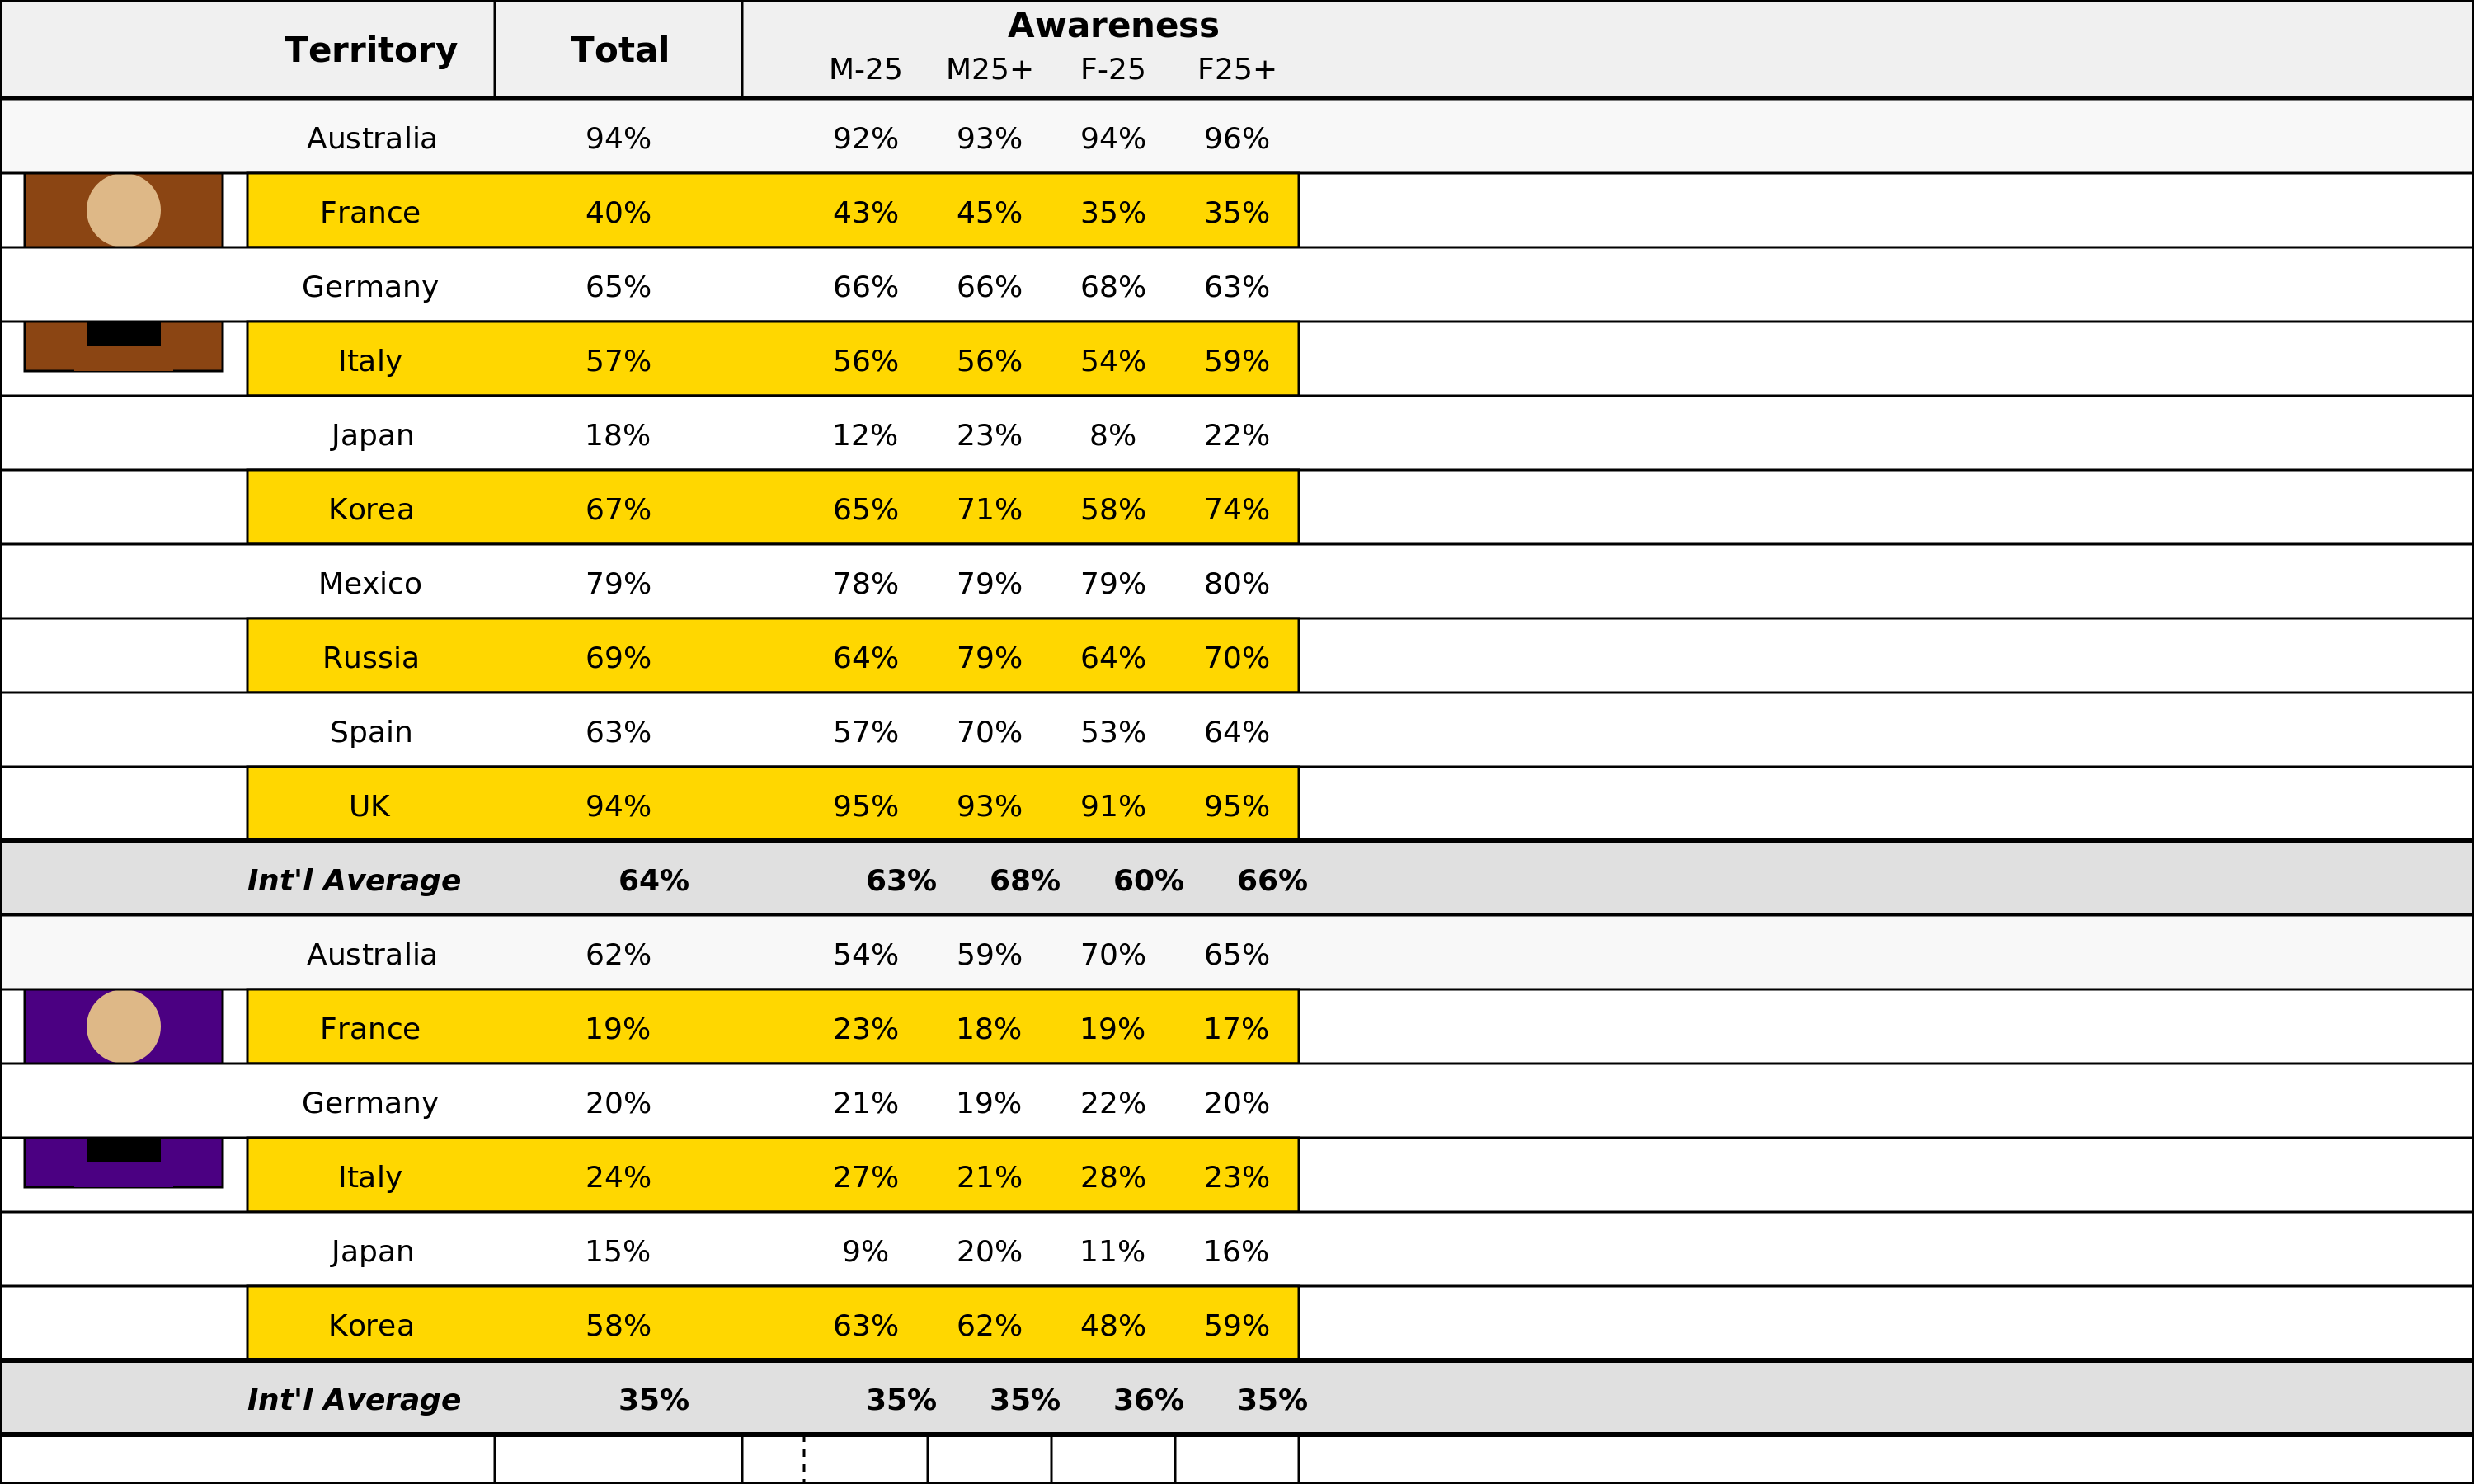 Territory Total Awareness
M-25 M25+ F-25 F25+
Australia 94% 92% 93% 94% 96%
France 40% 43% 45% 35% 35%
Germany 65% 66% 66% 68% 63%
Italy 57% 56% 56% 54% 59%
Japan 18% 12% 23% 8% 22%
Korea 67% 65% 71% 58% 74%
Mexico 79% 78% 79% 79% 80%
Russia 69% 64% 79% 64% 70%
Spain 63% 57% 70% 53% 64%
UK 94% 95% 93% 91% 95%
Int'l Average 64% 63% 68% 60% 66%
Australia 62% 54% 59% 70% 65%
France 19% 23% 18% 19% 17%
Germany 20% 21% 19% 22% 20%
Italy 24% 27% 21% 28% 23%
Japan 15% 9% 20% 11% 16%
Korea 58% 63% 62% 48% 59%
Int'l Average 35% 35% 35% 36% 35%